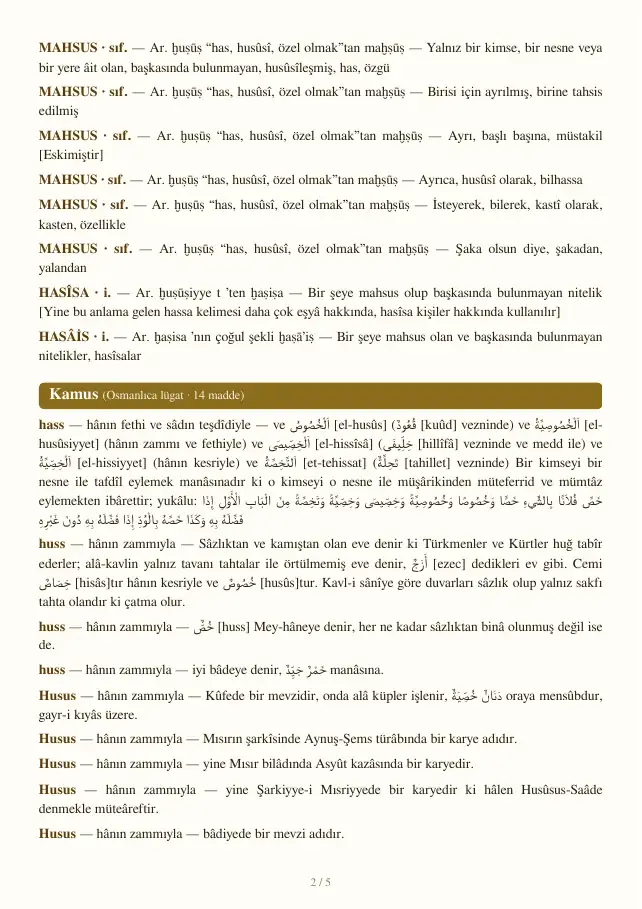 MAHSUS · sıf. — Ar. ḫuṣūṣ “has, husûsî, özel olmak”tan maḫṣūṣ — Yalnız bir kimse, bir nesne veya
bir yere âit olan, başkasında bulunmayan, husûsîleşmiş, has, özgü
MAHSUS · sıf. — Ar. ḫuṣūṣ “has, husûsî, özel olmak”tan maḫṣūṣ — Birisi için ayrılmış, birine tahsis
edilmiş
MAHSUS · sıf. — Ar. ḫuṣūṣ “has, husûsî, özel olmak”tan maḫṣūṣ — Ayrı, başlı başına, müstakil
[Eskimiştir]
MAHSUS · sıf. — Ar. ḫuṣūṣ “has, husûsî, özel olmak”tan maḫṣūṣ — Ayrıca, husûsî olarak, bilhassa
MAHSUS · sıf. — Ar. ḫuṣūṣ “has, husûsî, özel olmak”tan maḫṣūṣ — İsteyerek, bilerek, kastî olarak,
kasten, özellikle
MAHSUS · sıf. — Ar. ḫuṣūṣ “has, husûsî, özel olmak”tan maḫṣūṣ — Şaka olsun diye, şakadan,
yalandan
HASÎSA · i. — Ar. ḫuṣūṣiyye t ’ten ḫaṣiṣa — Bir şeye mahsus olup başkasında bulunmayan nitelik
[Yine bu anlama gelen hassa kelimesi daha çok eşyâ hakkında, hasîsa kişiler hakkında kullanılır]
HASÂİS · i. — Ar. ḫaṣisa ’nın çoğul şekli ḫaṣā’iṣ — Bir şeye mahsus olan ve başkasında bulunmayan
nitelikler, hasîsalar
Kamus (Osmanlıca lügat · 14 madde)
hass — hânın fethi ve sâdın teşdîdiyle — ve اَلْخُصُوصُ [el-husûs] (قُعُودٌ [kuûd] vezninde) ve اَلْخُصُوصِيَّةُ [el-
husûsiyyet] (hânın zammı ve fethiyle) ve اَلْخِصِّيصَى [el-hissîsâ] (خِلِّيفَى [hillîfâ] vezninde ve medd ile) ve
اَلْخِصِّيَّةُ [el-hissiyyet] (hânın kesriyle) ve اَلتَّخِصَّةُ [et-tehissat] (تَحِلَّةٌ [tahillet] vezninde) Bir kimseyi bir
nesne ile tafdîl eylemek manâsınadır ki o kimseyi o nesne ile müşârikinden müteferrid ve mümtâz
eylemekten ibârettir; yukâlu: خَصَّ فُلاَنًا بِالشَّيءِ خَصًّا وَخُصُوصًا وَخُصُوصِيَّةً وَخِصِّيصَى وَخِصِّيَّةً وَتَخِصَّةً مِنَ الْبَابِ الْأَوَّلِ إِذَا
فَضَّلَهُ بِهِ وَكَذَا خَصَّهُ بِالْوُدِّ إِذَا فَضَّلَهُ بِهِ دُونَ غَيْرِهِ
huss — hânın zammıyla — Sâzlıktan ve kamıştan olan eve denir ki Türkmenler ve Kürtler huğ tabîr
ederler; alâ-kavlin yalnız tavanı tahtalar ile örtülmemiş eve denir, أَزَجٌ [ezec] dedikleri ev gibi. Cemi
خِصَاصٌ [hisâs]tır hânın kesriyle ve خُصُوصٌ [husûs]tur. Kavl-i sânîye göre duvarları sâzlık olup yalnız sakfı
tahta olandır ki çatma olur.
huss — hânın zammıyla — خُصٌّ [huss] Mey-hâneye denir, her ne kadar sâzlıktan binâ olunmuş değil ise
de.
huss — hânın zammıyla — iyi bâdeye denir, خَمْرٌ جَيِّدٌ manâsına.
Husus — hânın zammıyla — Kûfede bir mevzidir, onda alâ küpler işlenir, دَنَانٌ خُصِّيَّةٌ oraya mensûbdur,
gayr-i kıyâs üzere.
Husus — hânın zammıyla — Mısırın şarkîsinde Aynuş-Şems türâbında bir karye adıdır.
Husus — hânın zammıyla — yine Mısır bilâdında Asyût kazâsında bir karyedir.
Husus — hânın zammıyla — yine Şarkiyye-i Mısriyyede bir karyedir ki hâlen Husûsus-Saâde
denmekle müteâreftir.
Husus — hânın zammıyla — bâdiyede bir mevzi adıdır.
2 / 5